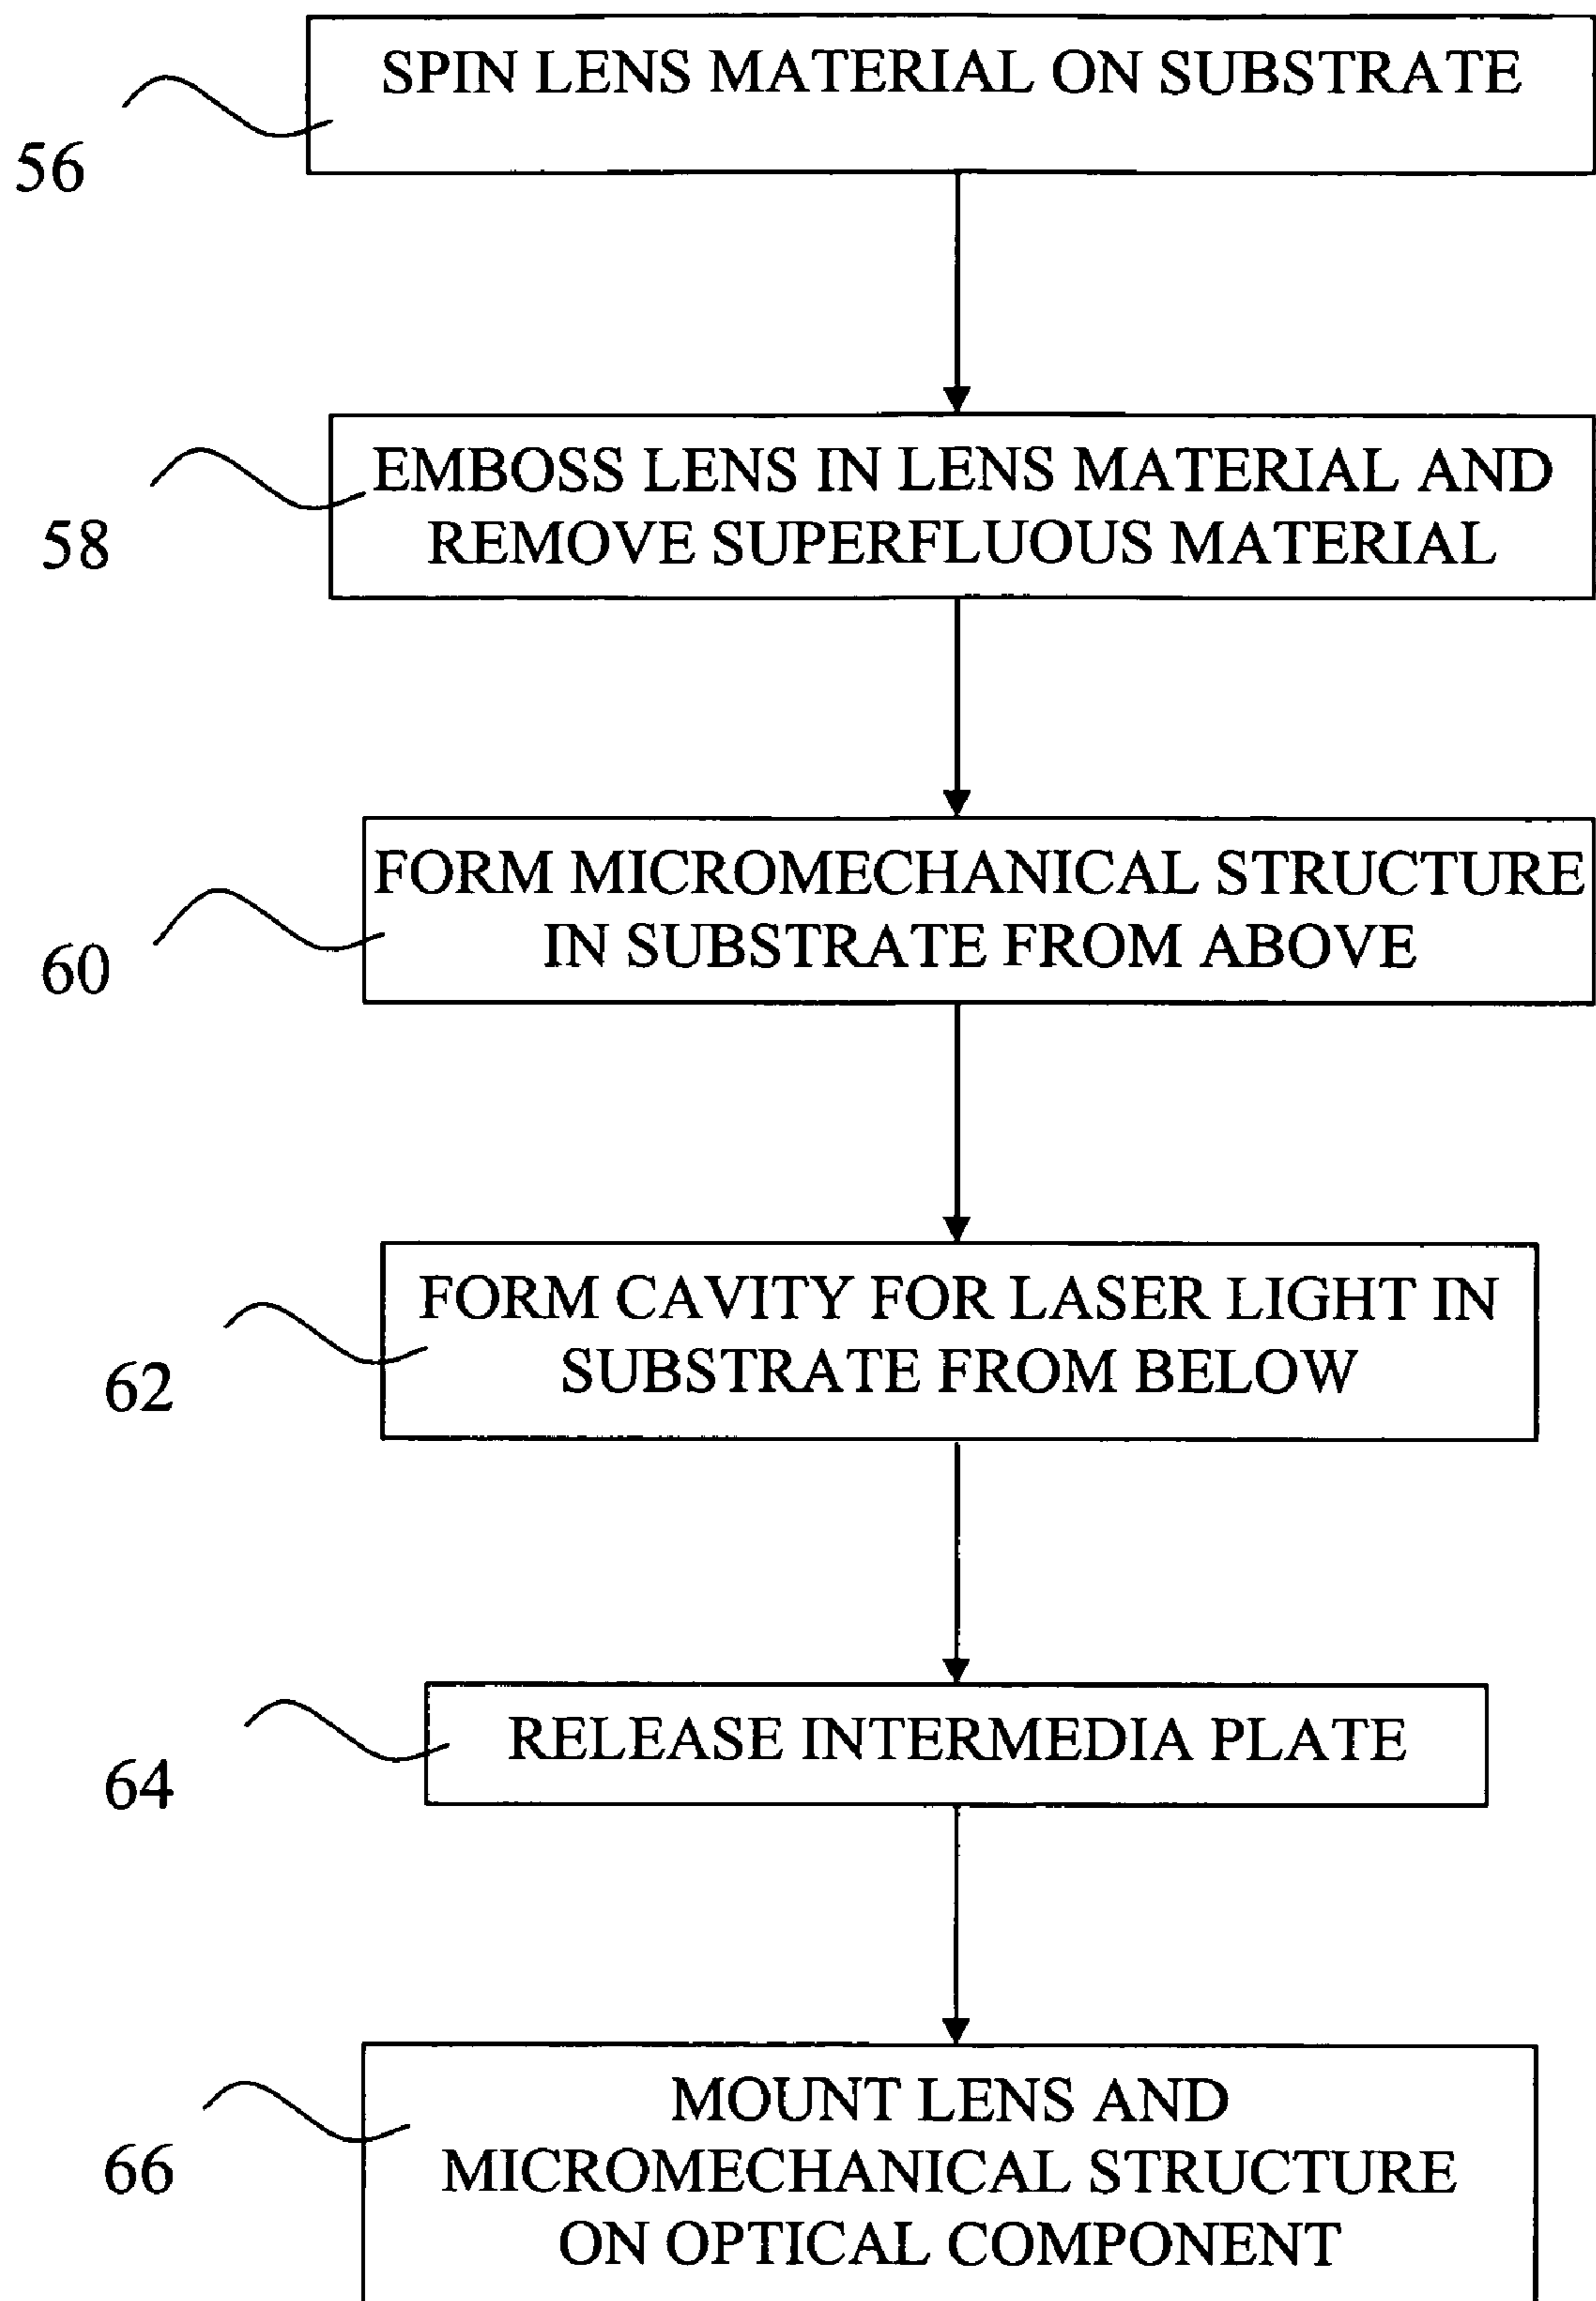 SPIN LENS MATERIAL ON SUBSTRATE
56
EMBOSS LENS IN LENS MATERIAL AND
REMOVE SUPERFLUOUS MATERIAL
58
FORM MICROMECHANICAL STRUCTURE
IN SUBSTRATE FROM ABOVE
60
FORM CAVITY FOR LASER LIGHT IN
SUBSTRATE FROM BELOW
62
RELEASE INTERMEDIA PLATE
64
MOUNT LENS AND
MICROMECHANICAL STRUCTURE
ON OPTICAL COMPONENT
66